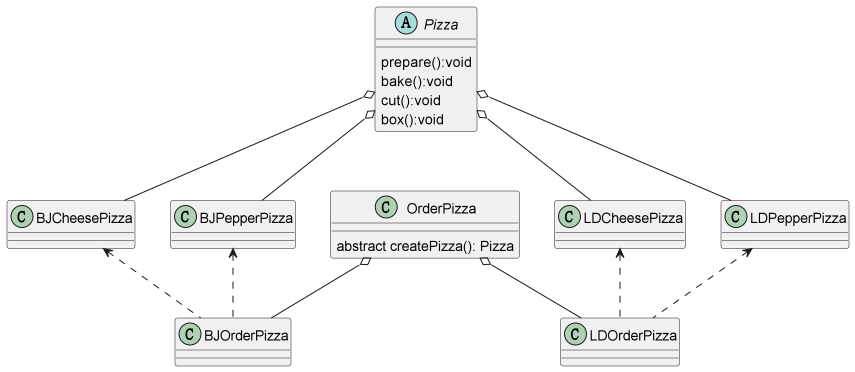 A Pizza
prepare():void
bake():void
cut():void
box():void
C BJCheesePizza
C BJPepperPizza
C OrderPizza
abstract createPizza(): Pizza
C LDCheesePizza
C LDPepperPizza
C BJOrderPizza
C LDOrderPizza